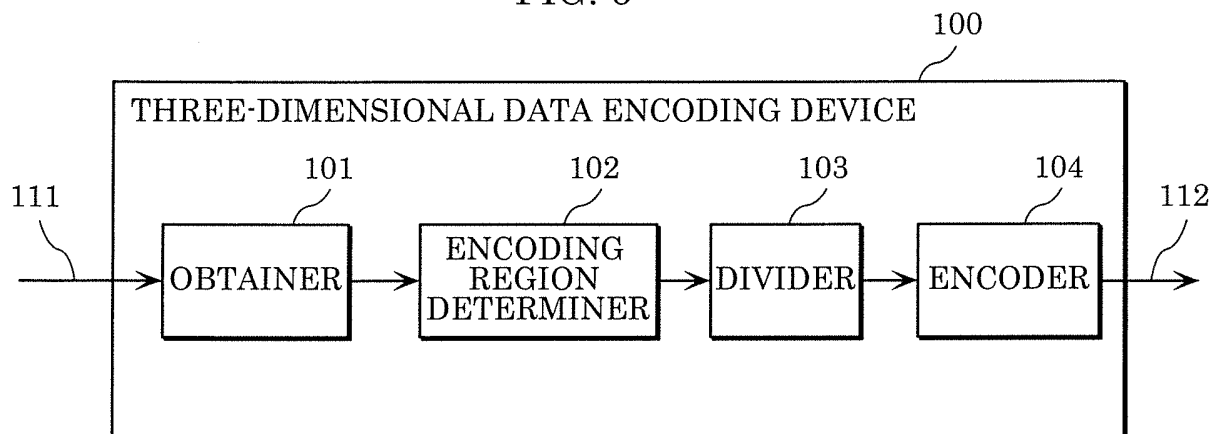 100
THREE-DIMENSIONAL DATA ENCODING DEVICE
101
102
103
104
111
112
OBTAINER
ENCODING
REGION
DETERMINER
DIVIDER
ENCODER